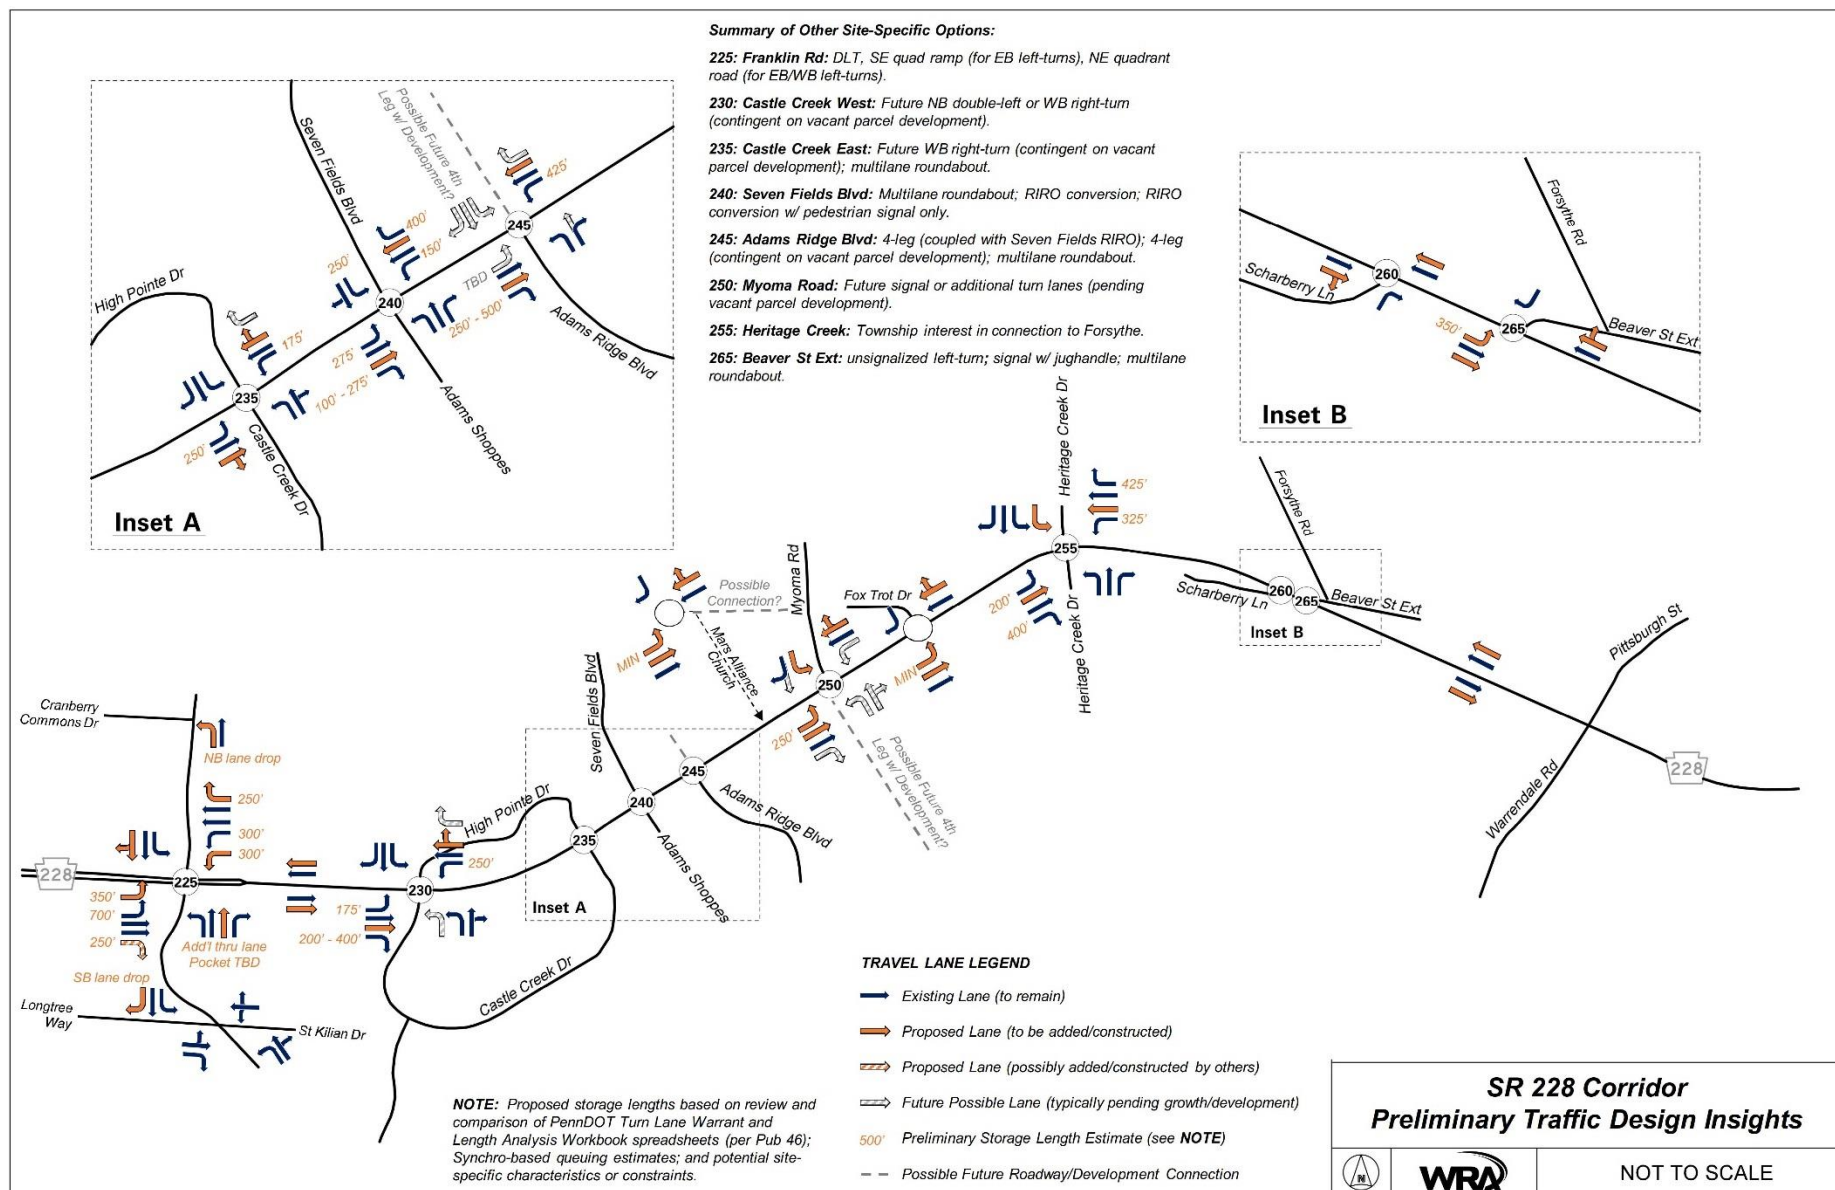 Summary of Other Site-Specific Options:
225: Franklin Rd: DLT, SE quad ramp (for EB left-turns), NE quadrant
road (for EB/WB left-turns).
230: Castle Creek West: Future NB double-left or WB right-turn
(contingent on vacant parcel development).
235: Castle Creek East: Future WB right-turn (contingent on vacant
parcel development); multilane roundabout.
240: Seven Fields Blvd: Multilane roundabout; RIRO conversion; RIRO
conversion w/ pedestrian signal only.
245: Adams Ridge Blvd: 4-leg (coupled with Seven Fields RIRO); 4-leg
(contingent on vacant parcel development); multilane roundabout.
250: Myoma Road: Future signal or additional turn lanes (pending
vacant parcel development).
255: Heritage Creek: Township interest in connection to Forsythe.
265: Beaver St Ext: unsignalized left-turn; signal w/ jughandle; multilane
roundabout.
Seven Fields Blvd
Possible Future 4th
Leg w/ Development?
425'
400'
150'
250'
245
TBD
250' - 500'
240
High Pointe Dr
Adams Ridge Blvd
175'
275'
100' - 275'
235
Adams Shoppes
250'
Castle Creek Dr
Inset A
Forsythe Rd
260
Scharberry Ln
350'
265
Beaver St Ext
Inset B
Heritage Creek Dr
425'
325'
255
200'
400'
Heritage Creek Dr
Forsythe Rd
260
265
Scharberry Ln
Beaver St Ext
Inset B
Pittsburgh St
Warrendale Rd
228
Possible
Connection?
Myoma Rd
Fox Trot Dr
MIN
Mars Alliance
Church
MIN
250
250'
Possible Future 4th
Leg w/ Development?
Seven Fields Blvd
245
240
Adams Ridge Blvd
235
Adams Shoppes
Inset A
High Pointe Dr
250'
230
175'
200' - 400'
Castle Creek Dr
Cranberry
Commons Dr
NB lane drop
250'
300'
300'
228
225
350'
700'
250'
Add'l thru lane
Pocket TBD
SB lane drop
Longtree
Way
St Kilian Dr
TRAVEL LANE LEGEND
Existing Lane (to remain)
Proposed Lane (to be added/constructed)
Proposed Lane (possibly added/constructed by others)
Future Possible Lane (typically pending growth/development)
500' Preliminary Storage Length Estimate (see NOTE)
Possible Future Roadway/Development Connection
NOTE: Proposed storage lengths based on review and
comparison of PennDOT Turn Lane Warrant and
Length Analysis Workbook spreadsheets (per Pub 46);
Synchro-based queuing estimates; and potential site-
specific characteristics or constraints.
SR 228 Corridor
Preliminary Traffic Design Insights
N
WRA
NOT TO SCALE